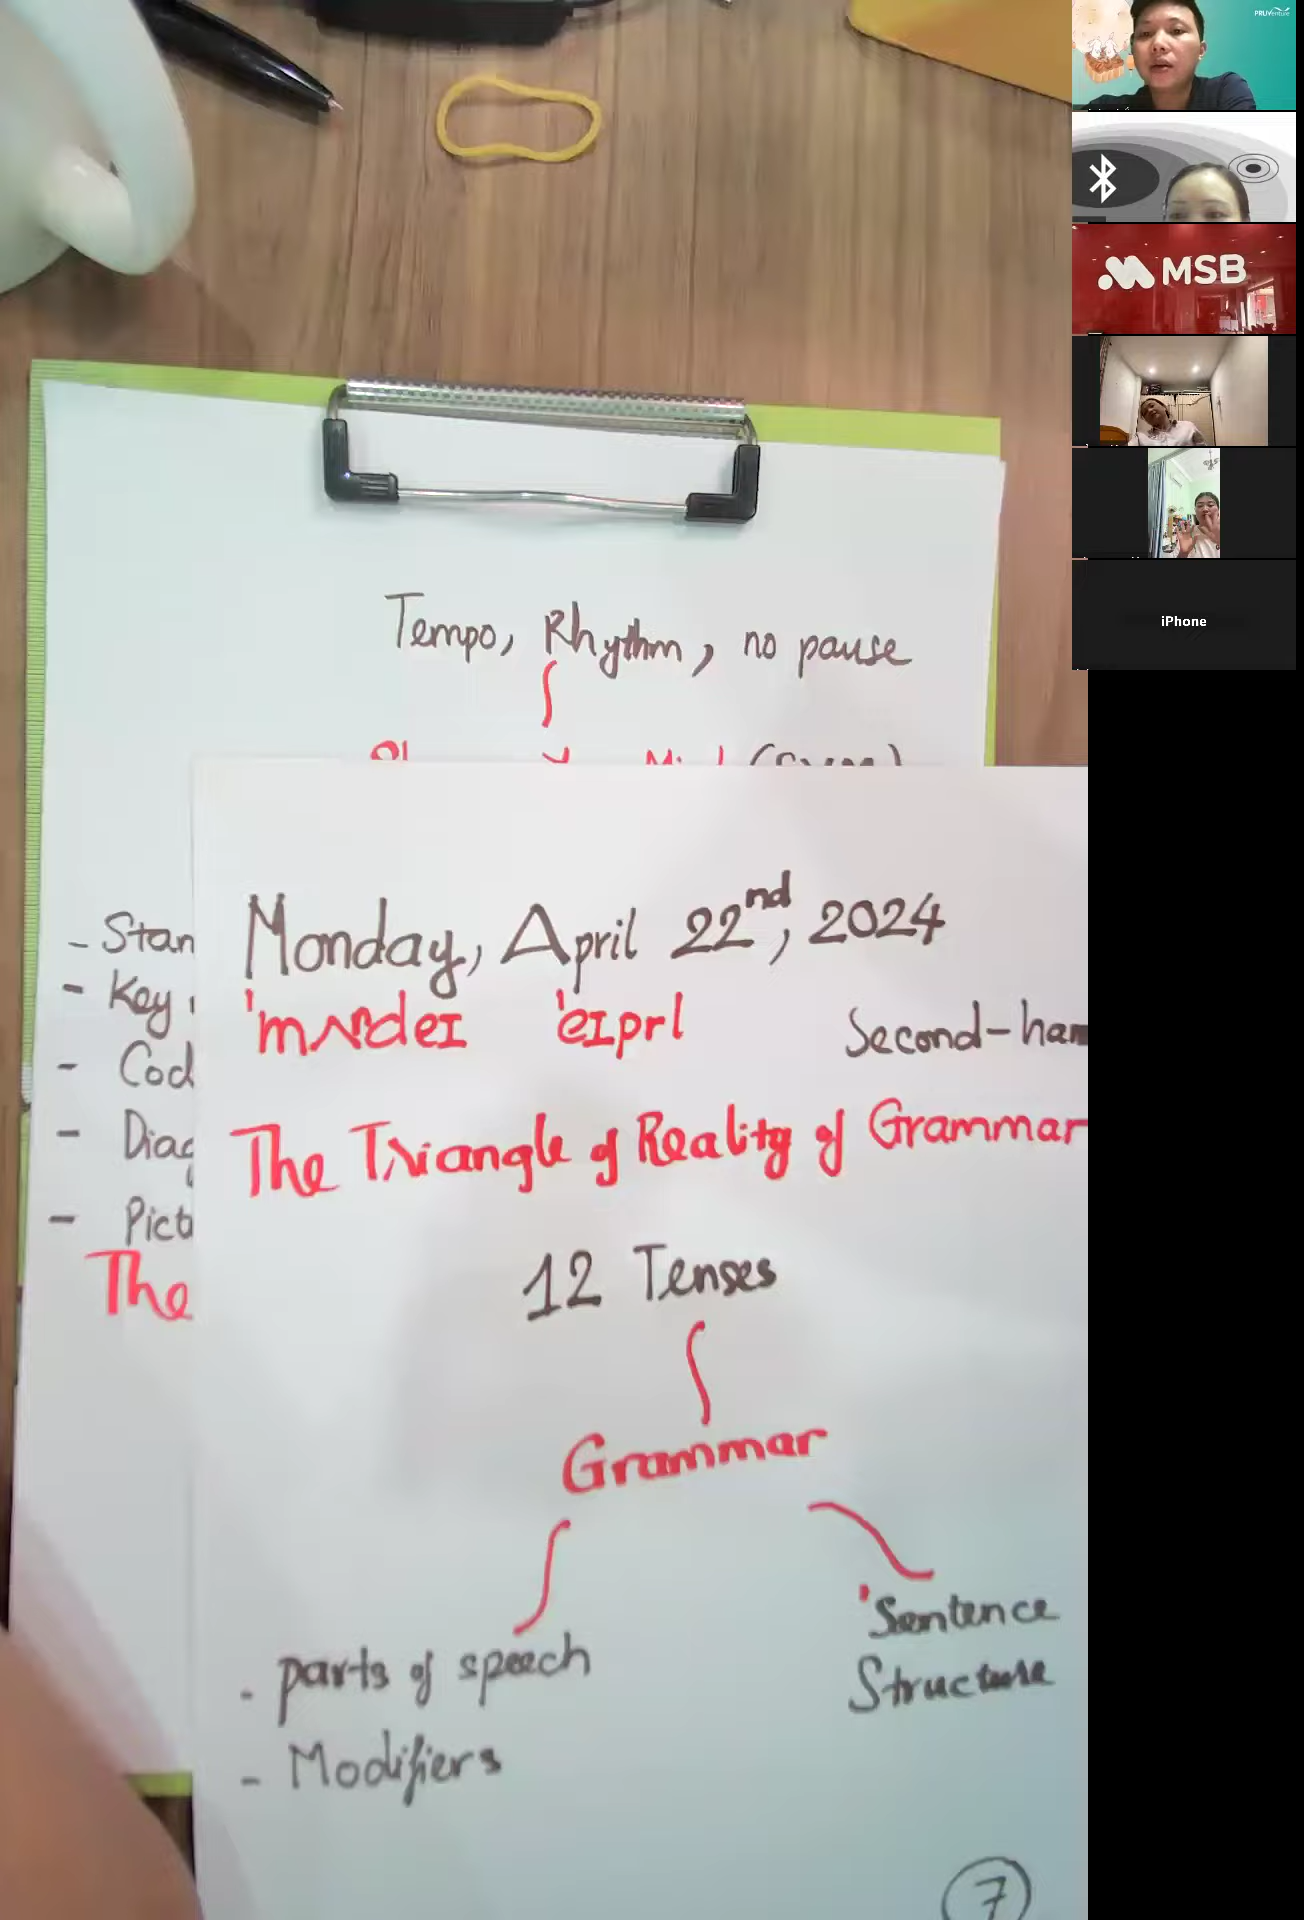 PRUVenture
MSB
iPhone
Tempo, Rhythm, no pause
- Stan
- Key
- Cod
- Diag
- Pict
The
Monday, April 22nd, 2024
'mʌndeɪ 'eɪprl
Second-han
The Triangle of Reality of Grammar
12 Tenses
Grammar
'Sentence
Structure
- parts of speech
- Modifiers
7